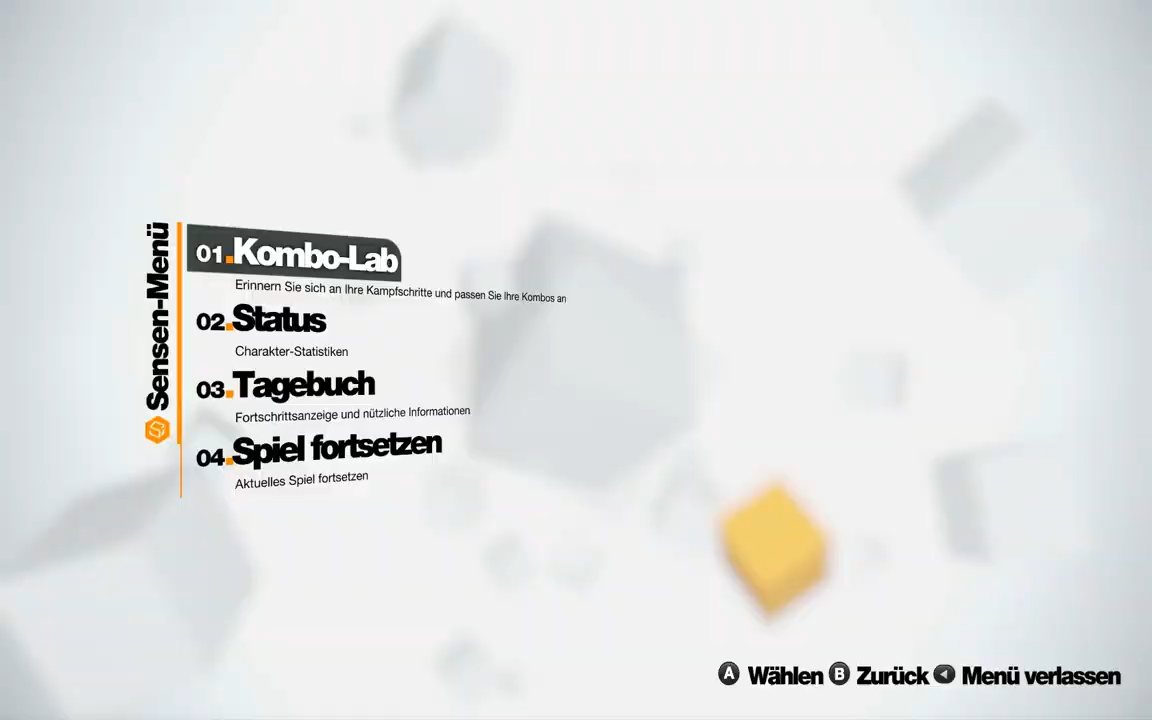 Sensen-Menü
01.Kombo-Lab
Erinnern Sie sich an Ihre Kampfschritte und passen Sie Ihre Kombos an
02.Status
Charakter-Statistiken
03.Tagebuch
Fortschrittsanzeige und nützliche Informationen
04.Spiel fortsetzen
Aktuelles Spiel fortsetzen
A Wählen B Zurück Menü verlassen